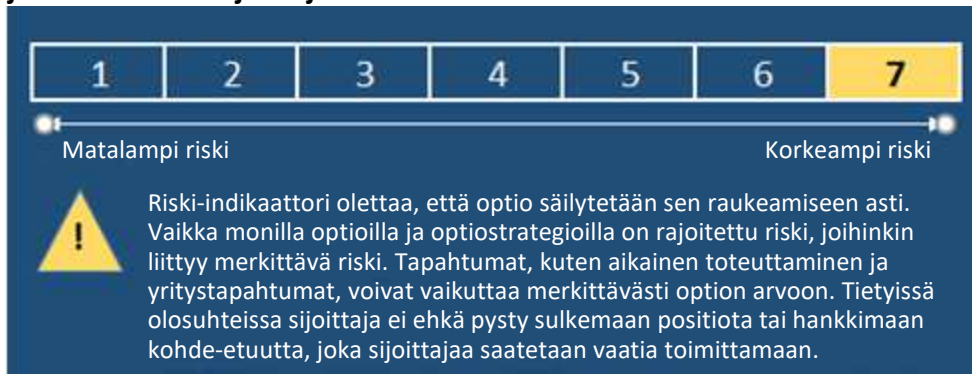 1 2 3 4 5 6 7
Matalampi riski Korkeampi riski
Riski-indikaattori olettaa, että optio säilytetään sen raukeamiseen asti.
! Vaikka monilla optioilla ja optiostrategioilla on rajoitettu riski, joihinkin
liittyy merkittävä riski. Tapahtumat, kuten aikainen toteuttaminen ja
yritystapahtumat, voivat vaikuttaa merkittävästi option arvoon. Tietyissä
olosuhteissa sijoittaja ei ehkä pysty sulkemaan positiota tai hankkimaan
kohde-etuutta, joka sijoittajaa saatetaan vaatia toimittamaan.